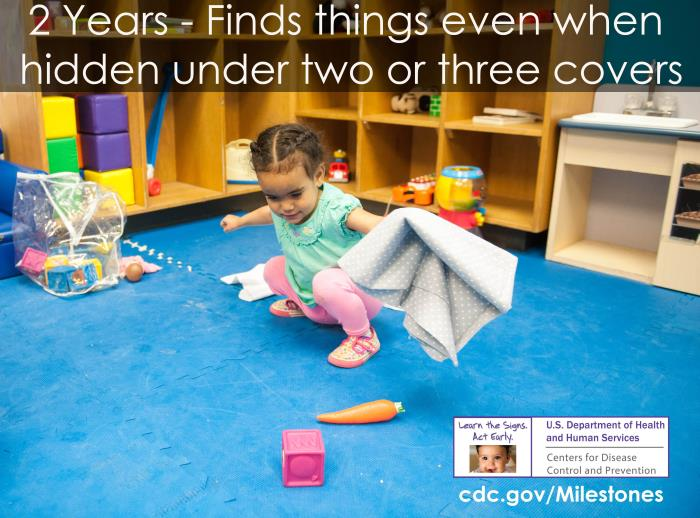 2 Years - Finds things even when
hidden under two or three covers
Learn the Signs.
Act Early.
U.S. Department of Health
and Human Services
Centers for Disease
Control and Prevention
cdc.gov/Milestones